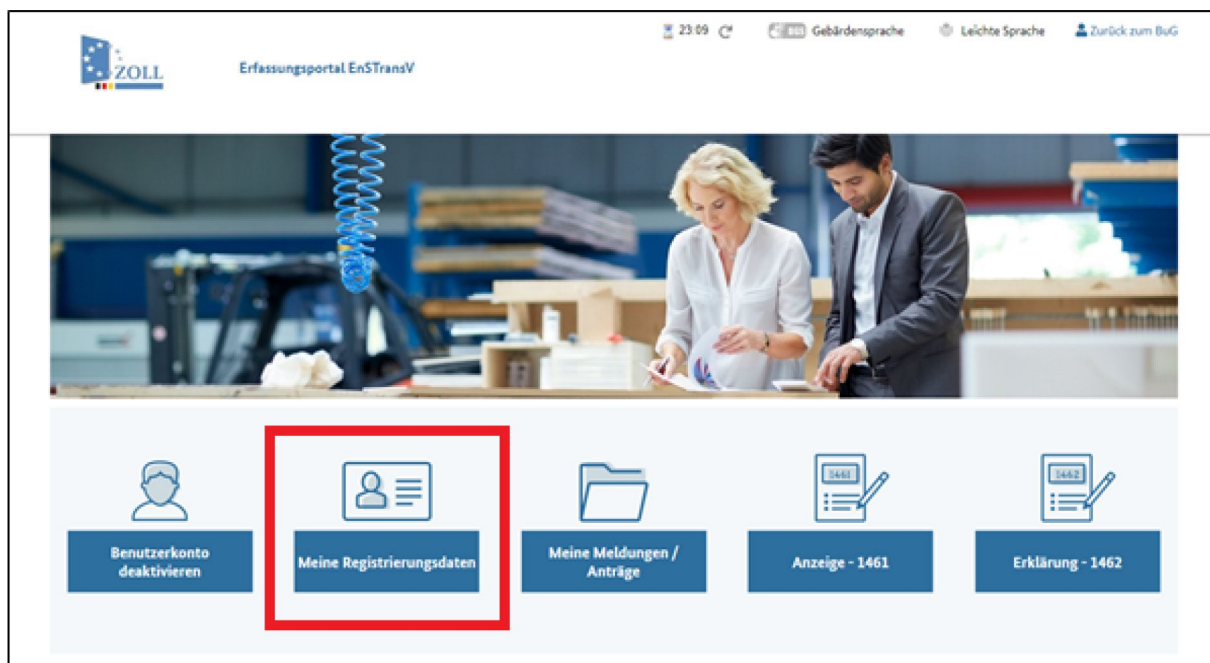 23:09
BGS Gebärdensprache
Leichte Sprache
Zurück zum BuG
ZOLL
Erfassungsportal EnSTransV
1461
1462
Benutzerkonto
deaktivieren
Meine Registrierungsdaten
Meine Meldungen /
Anträge
Anzeige - 1461
Erklärung - 1462